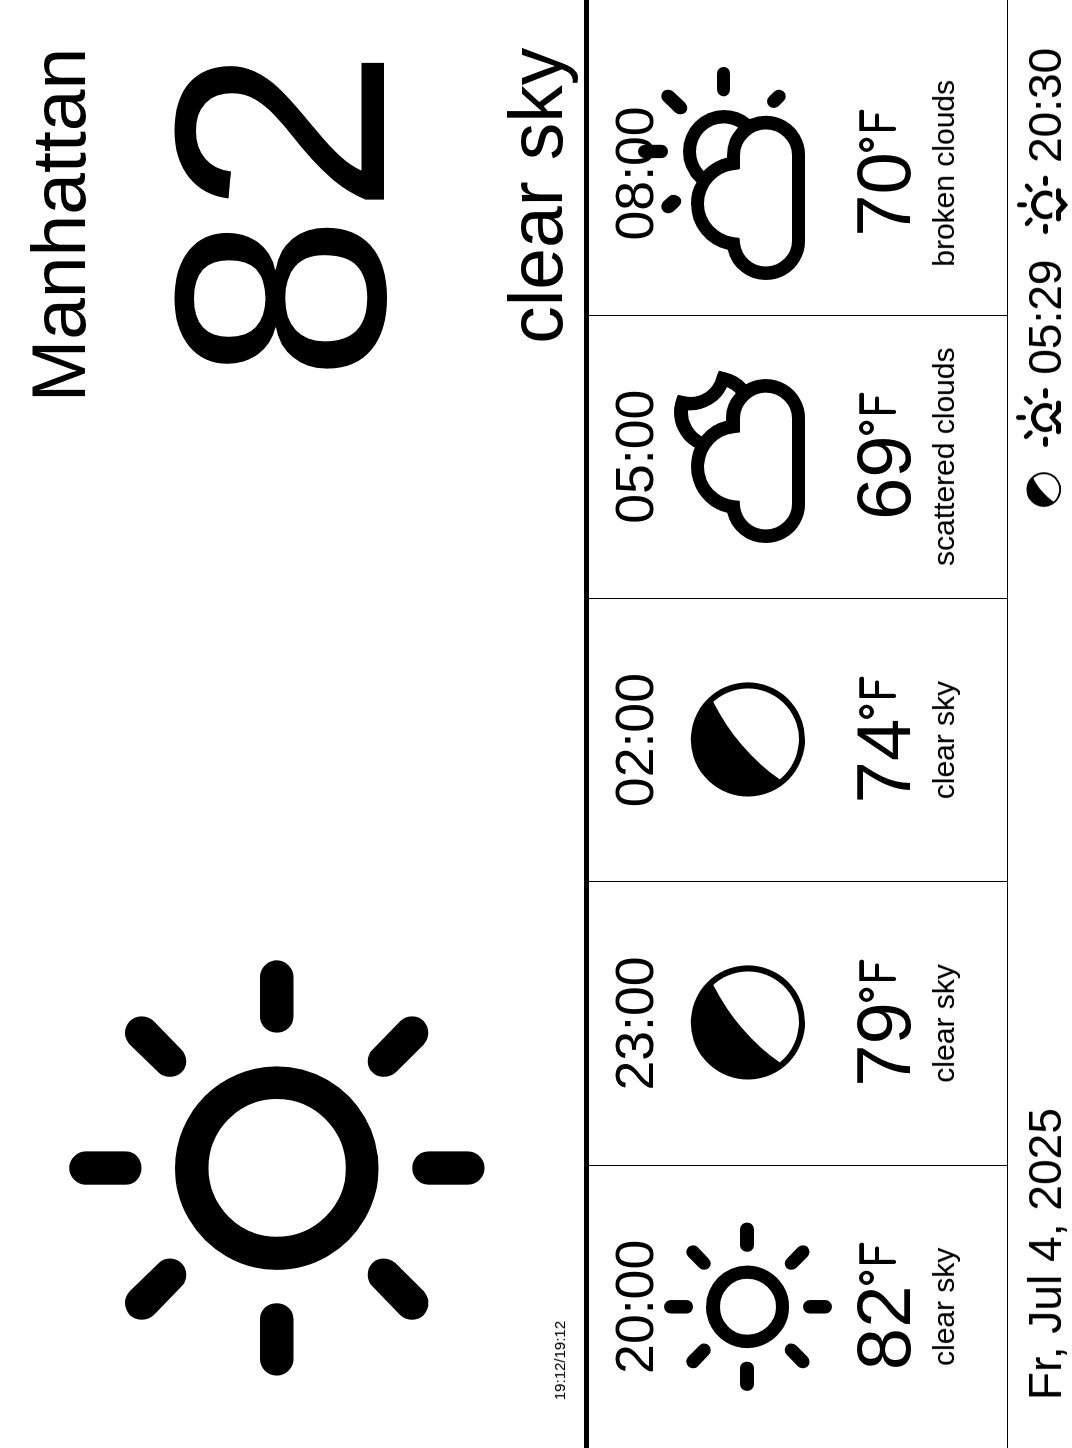 Manhattan
82
clear sky
19:12/19:12
20:00
82°F
clear sky
23:00
79°F
clear sky
02:00
74°F
clear sky
05:00
69°F
scattered clouds
08:00
70°F
broken clouds
Fr, Jul 4, 2025
05:29
20:30